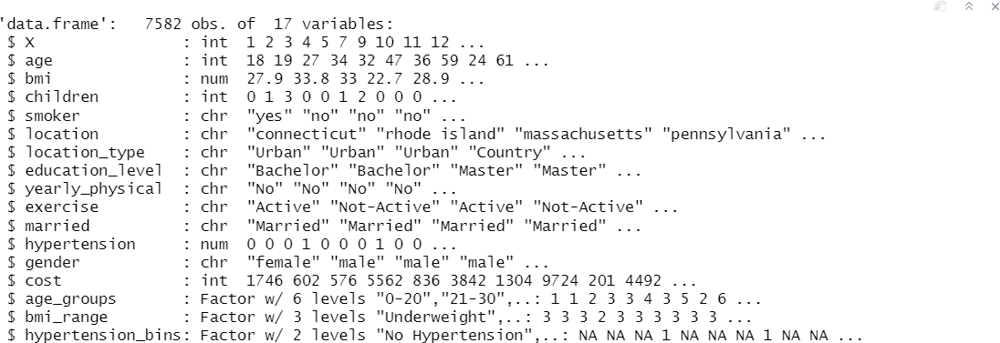 'data.frame':   7582 obs. of  17 variables:
 $ X                : int  1 2 3 4 5 7 9 10 11 12 ...
 $ age              : int  18 19 27 34 32 47 36 59 24 61 ...
 $ bmi              : num  27.9 33.8 33 22.7 28.9 ...
 $ children         : int  0 1 3 0 0 1 2 0 0 0 ...
 $ smoker           : chr  "yes" "no" "no" "no" ...
 $ location         : chr  "connecticut" "rhode island" "massachusetts" "pennsylvania" ...
 $ location_type    : chr  "Urban" "Urban" "Urban" "Country" ...
 $ education_level  : chr  "Bachelor" "Bachelor" "Master" "Master" ...
 $ yearly_physical  : chr  "No" "No" "No" "No" ...
 $ exercise         : chr  "Active" "Not-Active" "Active" "Not-Active" ...
 $ married          : chr  "Married" "Married" "Married" "Married" ...
 $ hypertension     : num  0 0 0 1 0 0 0 1 0 0 ...
 $ gender           : chr  "female" "male" "male" "male" ...
 $ cost             : int  1746 602 576 5562 836 3842 1304 9724 201 4492 ...
 $ age_groups       : Factor w/ 6 levels "0-20","21-30",..: 1 1 2 3 3 4 3 5 2 6 ...
 $ bmi_range        : Factor w/ 3 levels "Underweight",..: 3 3 3 2 3 3 3 3 3 3 ...
 $ hypertension_bins: Factor w/ 2 levels "No Hypertension",..: NA NA NA 1 NA NA NA 1 NA NA ...